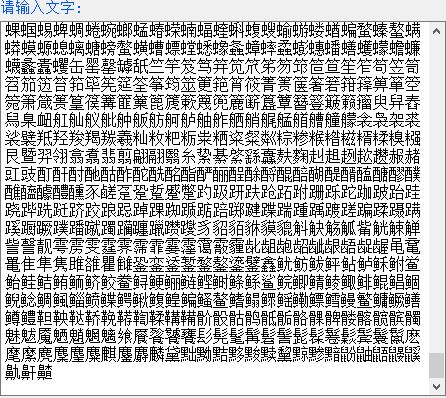 请输入文字:
蜾蝈蜴蜱蜩蜷蜿螂蜢蝽蝾蝻蝠蝰蝌蝮螋蝓蝣蝼蝤蝙蝥螓螯螨
蟒蟆螈螅螭螗螃螫蟥螬螵螳蟋蟓螽蟑蟀蟊蟛蟪蟠蟮蠖蠓蟾蠊
蠛蠡蠹蠼缶罂罄罅舐竺竽笈笃笄笕笊笫笏筇笸笪笙笮笱笠笥
笤笳笾笞筘筚筅筵筌筝筠筮筻筢筲筱箐箦箧箸箬箝箨箅箪箜
箢箫箴篑篁篌篝篚篥篦篪簌篾篼簏簖簋簟簪簦簸籁籀臾舁舂
舄臬衄舡舢舣舭舯舨舫舸舻舳舴舾艄艉艋艏艚艟艨衾袅袈裘
裟襞羝羟羧羯羰羲籼敉粑粝粜粞粢粲粼粽糁糇糌糍糈糅糗糨
艮暨羿翎翕翥翡翦翩翮翳糸絷綦綮繇纛麸麴赳趄趔趑趱赧赭
豇豉酊酐酎酏酤酢酡酰酩酯酽酾酲酴酹醌醅醐醍醑醢醣醪醭
醮醯醵醴醺豕鹾趸跫踅蹙蹩趵趿趼趺跄跖跗跚跞跎跏跛跆跬
跷跸跣跹跻跤踉跽踔踝踟踬踮踣踯踺蹀踹踵踽踱蹉蹁蹂蹑蹒
蹊蹰蹶蹼蹯蹴躅躏躔躐躜躞豸貂貊貅貘貔斛觖觞觚觜觥觫觯
訾謦靓雩雳雯霆霁霈霏霎霪霭霰霾龀龃龅龆龇龈龉龊龌黾鼋
鼍隹隼隽雎雒瞿雠銎銮鋈錾鍪鏊鎏鐾鑫鱿鲂鲅鲆鲇鲈稣鲋鲎
鲐鲑鲒鲔鲕鲚鲛鲞鲟鲠鲡鲢鲣鲥鲦鲧鲨鲩鲫鲭鲮鲰鲱鲲鲳鲴
鲵鲶鲷鲺鲻鲼鲽鳄鳅鳆鳇鳊鳋鳌鳍鳎鳏鳐鳓鳔鳕鳗鳘鳙鳜鳝
鳟鳢靼鞅鞑鞒鞔鞯鞫鞣鞲鞴骱骰骷鹘骶骺骼髁髀髅髂髋髌髑
魅魃魇魉魈魍魑飨餍餮饕饔髟髡髦髯髫髻髭髹鬈鬏鬓鬟鬣麽
麾縻麂麇麈麋麒鏖麝麟黛黜黝黠黟黢黩黧黥黪黯鼢鼬鼯鼹鼷
鼽鼾齄